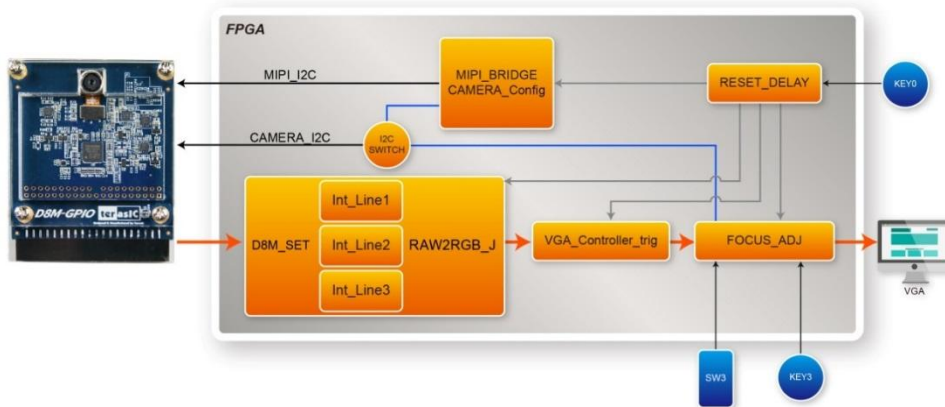 FPGA
MIPI_I2C
MIPI_BRIDGE
CAMERA_Config
RESET_DELAY
KEY0
CAMERA_I2C
I2C
SWITCH
D8M-GPIO terasIC
D8M_SET
Int_Line1
Int_Line2
Int_Line3
RAW2RGB_J
VGA_Controller_trig
FOCUS_ADJ
VGA
SW3
KEY3